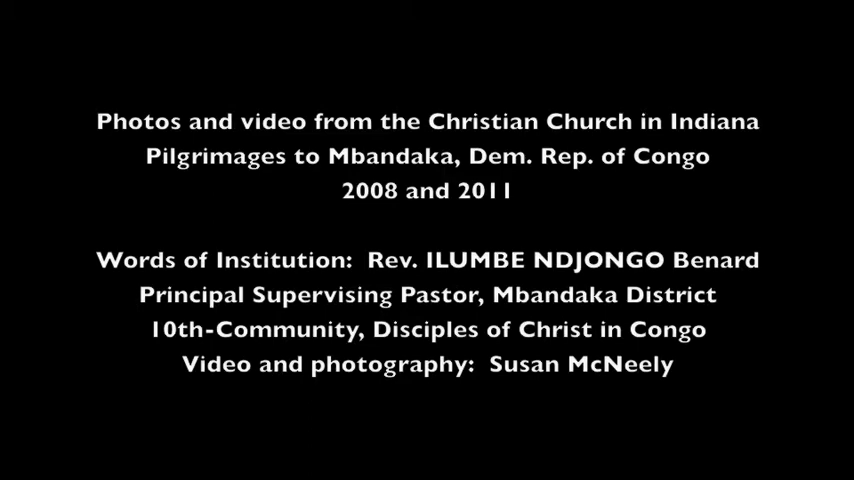 Photos and video from the Christian Church in Indiana
Pilgrimages to Mbandaka, Dem. Rep. of Congo
2008 and 2011
Words of Institution:  Rev. ILUMBE NDJONGO Benard
Principal Supervising Pastor, Mbandaka District
10th-Community, Disciples of Christ in Congo
Video and photography:  Susan McNeely